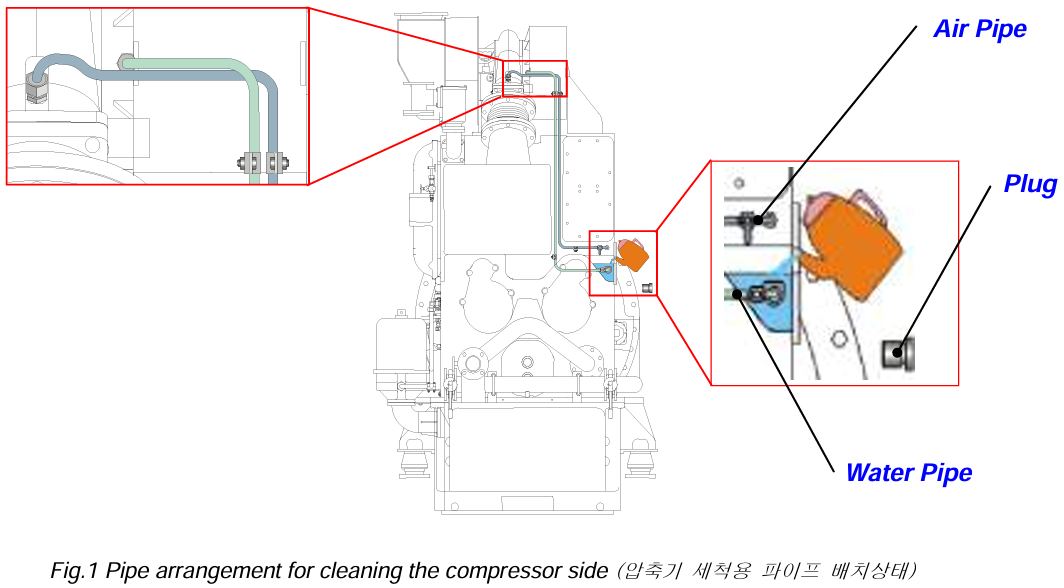 Air Pipe
Plug
Water Pipe
Fig.1 Pipe arrangement for cleaning the compressor side (압축기 세척용 파이프 배치상태)